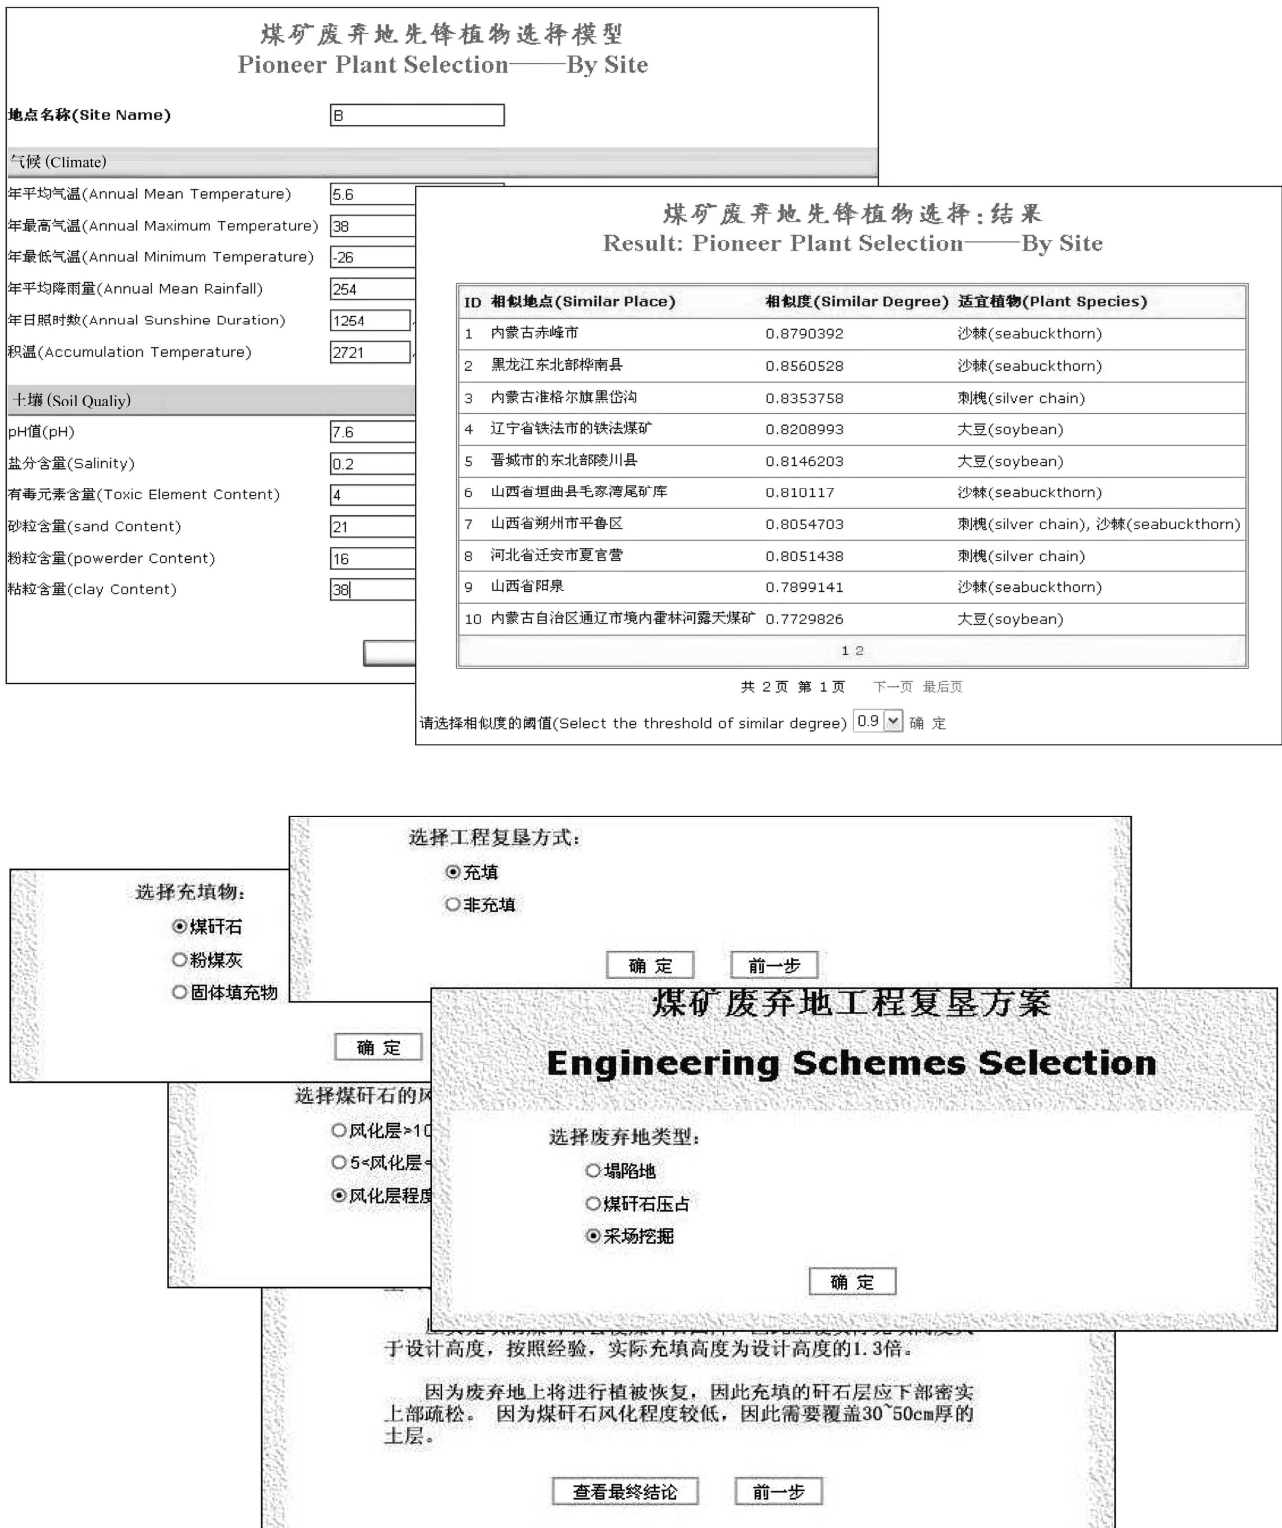 煤矿废弃地先锋植物选择模型
Pioneer Plant Selection——By Site
地点名称(Site Name) B
气候 (Climate)
年平均气温(Annual Mean Temperature) 5.6
年最高气温(Annual Maximum Temperature) 38
年最低气温(Annual Minimum Temperature) -26
年平均降雨量(Annual Mean Rainfall) 254
年日照时数(Annual Sunshine Duration) 1254
积温(Accumulation Temperature) 2721
土壤 (Soil Qualiy)
pH值(pH) 7.6
盐分含量(Salinity) 0.2
有毒元素含量(Toxic Element Content) 4
砂粒含量(sand Content) 21
粉粒含量(powerder Content) 16
粘粒含量(clay Content) 38
煤矿废弃地先锋植物选择:结果
Result: Pioneer Plant Selection——By Site
ID 相似地点(Similar Place) 相似度(Similar Degree) 适宜植物(Plant Species)
1 内蒙古赤峰市 0.8790392 沙棘(seabuckthorn)
2 黑龙江东北部桦南县 0.8560528 沙棘(seabuckthorn)
3 内蒙古准格尔旗黑岱沟 0.8353758 刺槐(silver chain)
4 辽宁省铁法市的铁法煤矿 0.8208993 大豆(soybean)
5 晋城市的东北部陵川县 0.8146203 大豆(soybean)
6 山西省垣曲县毛家湾尾矿库 0.810117 沙棘(seabuckthorn)
7 山西省朔州市平鲁区 0.8054703 刺槐(silver chain), 沙棘(seabuckthorn)
8 河北省迁安市夏官营 0.8051438 刺槐(silver chain)
9 山西省阳泉 0.7899141 沙棘(seabuckthorn)
10 内蒙古自治区通辽市境内霍林河露天煤矿 0.7729826 大豆(soybean)
1 2
共 2 页 第 1 页 下一页 最后页
请选择相似度的阈值(Select the threshold of similar degree) 0.9 确 定
选择工程复垦方式：
充填
非充填
确 定 前一步
选择充填物：
煤矸石
粉煤灰
固体填充物
确 定
煤矿废弃地工程复垦方案
Engineering Schemes Selection
选择废弃地类型：
塌陷地
煤矸石压占
采场挖掘
确 定
选择煤矸石的风
风化层>10
5<风化层<
风化层程度
于设计高度，按照经验，实际充填高度为设计高度的1.3倍。
因为废弃地上将进行植被恢复，因此充填的矸石层应下部密实
上部疏松。 因为煤矸石风化程度较低，因此需要覆盖30~50cm厚的
土层。
查看最终结论 前一步